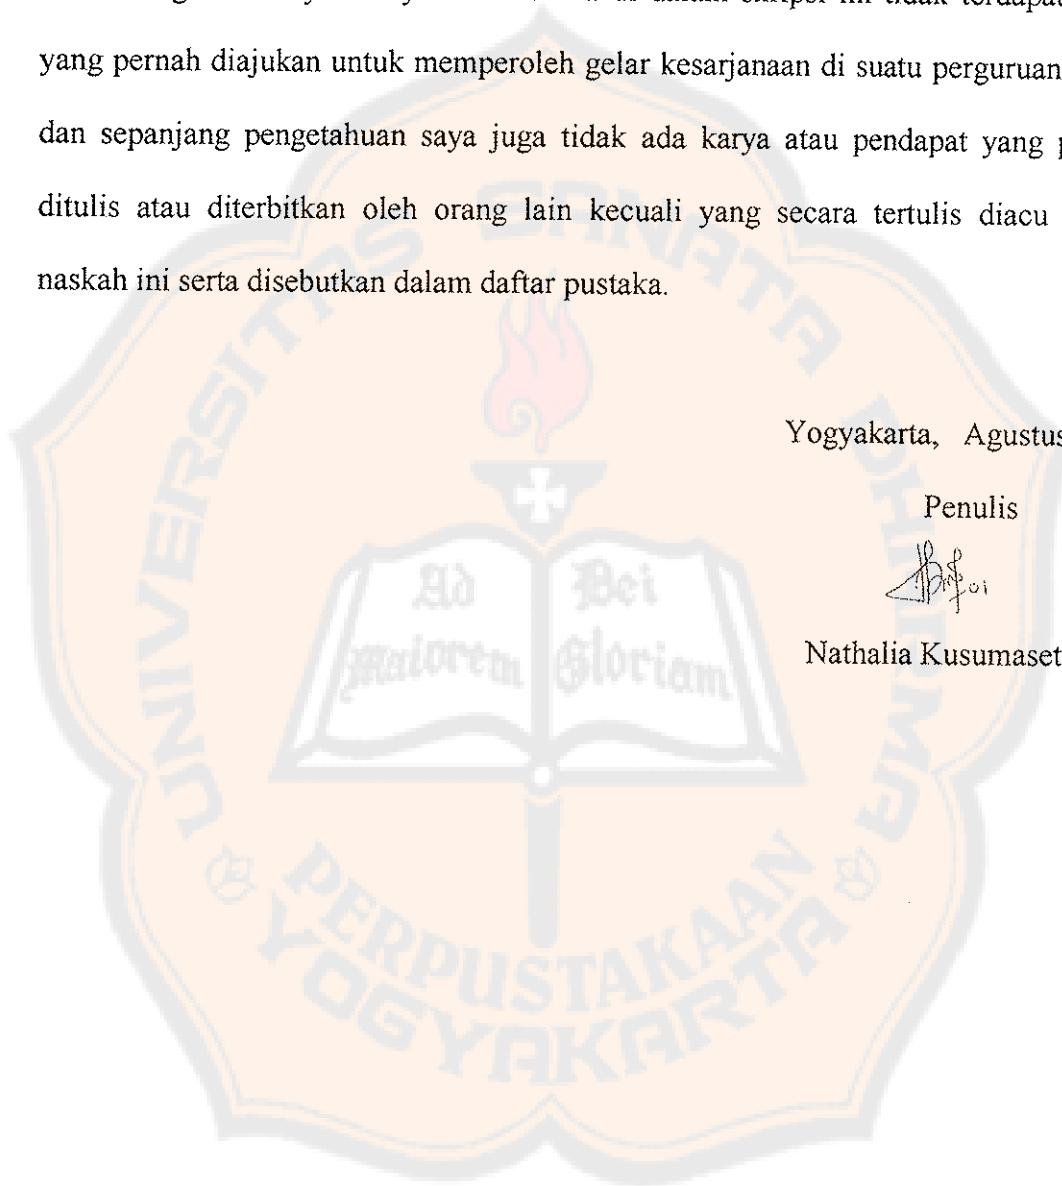 yang pernah diajukan untuk memperoleh gelar kesarjanaan di suatu perguruan
dan sepanjang pengetahuan saya juga tidak ada karya atau pendapat yang
ditulis atau diterbitkan oleh orang lain kecuali yang secara tertulis diacu
naskah ini serta disebutkan dalam daftar pustaka.
UNIVERSITAS SANATA DHARMA
Yogyakarta, Agustus
Penulis
Ad Dei
maiorem Gloriam
Nathalia Kusumaset
PERPUSTAKAAN
YOGYAKARTA